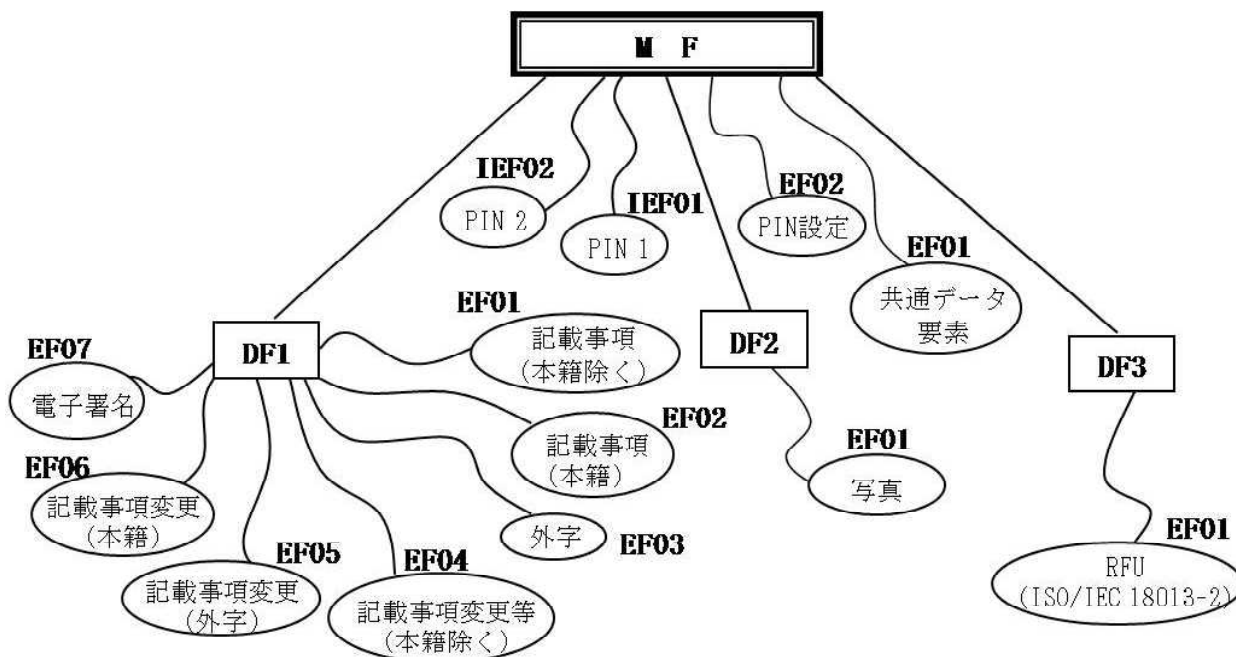 M F
IEF02
PIN 2
IEF01
PIN 1
EF02
PIN設定
EF01
共通データ
要素
DF1
DF2
DF3
EF01
記載事項
(本籍除く)
EF02
記載事項
(本籍)
EF03
外字
EF04
記載事項変更等
(本籍除く)
EF05
記載事項変更
(外字)
EF06
記載事項変更
(本籍)
EF07
電子署名
EF01
写真
EF01
RFU
(ISO/IEC 18013-2)